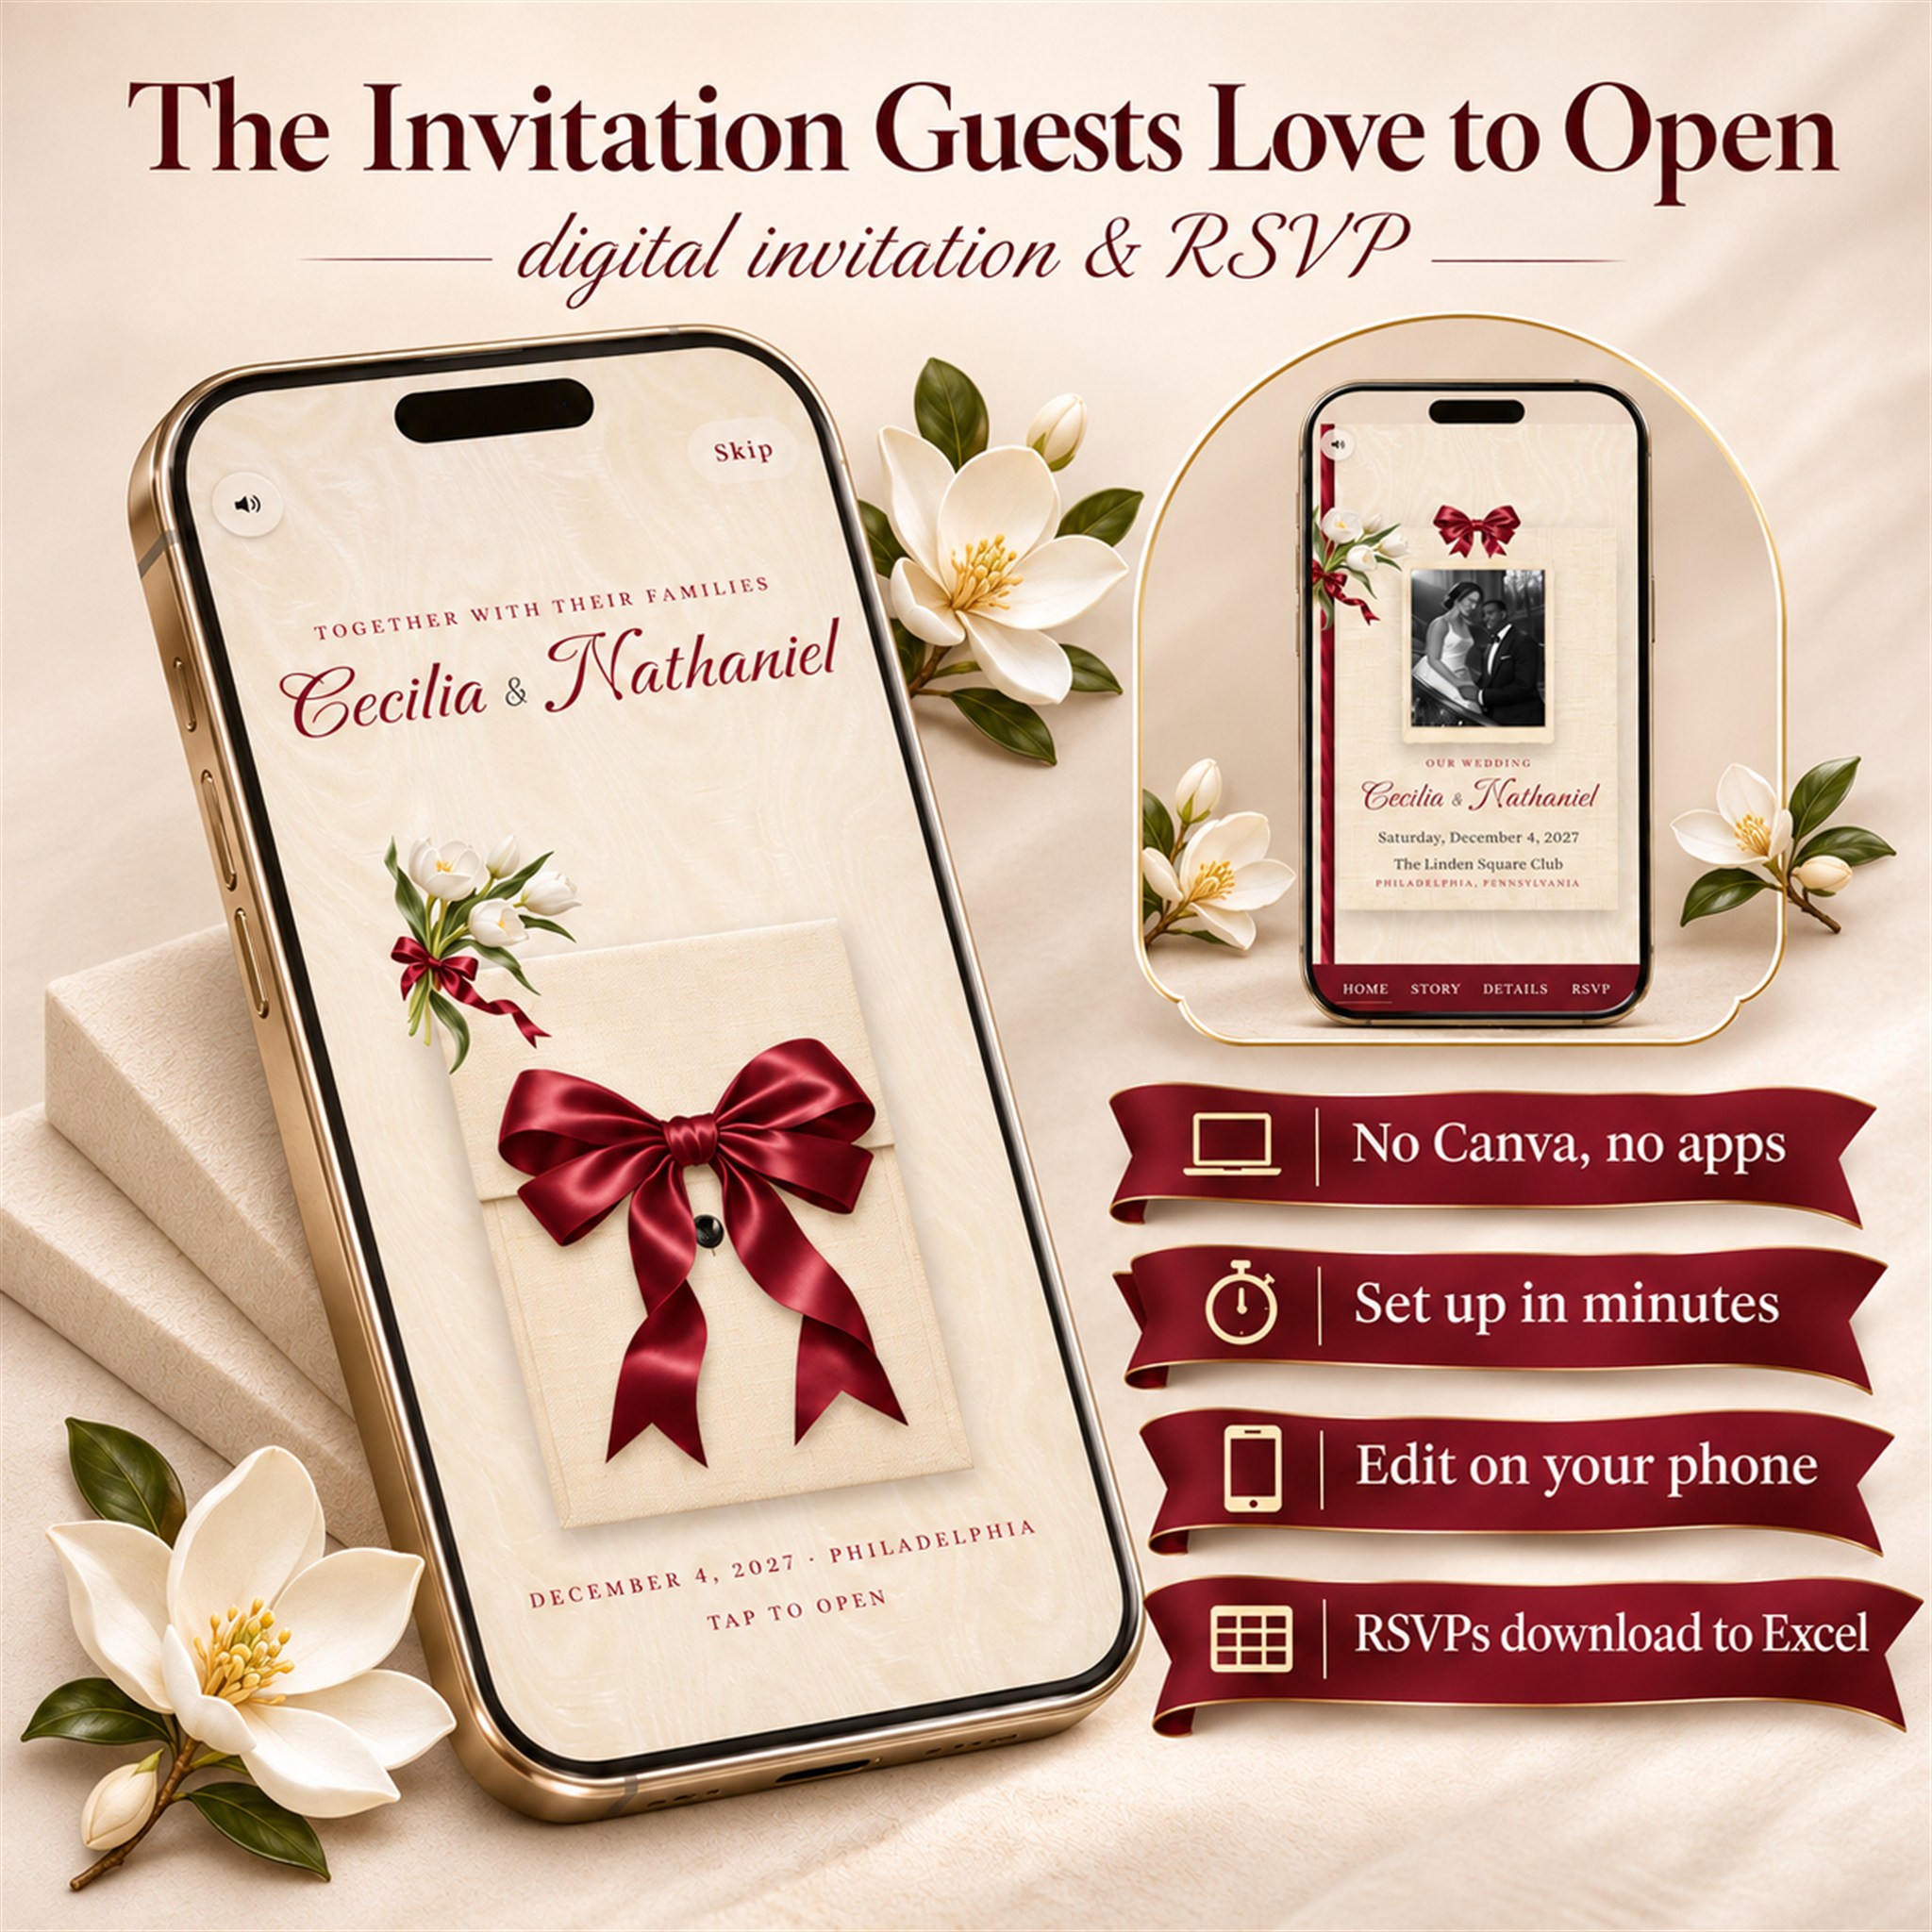 The Invitation Guests Love to Open
digital invitation & RSVP
Skip
TOGETHER WITH THEIR FAMILIES
Cecilia & Nathaniel
DECEMBER 4, 2027 · PHILADELPHIA
TAP TO OPEN
OUR WEDDING
Cecilia & Nathaniel
Saturday, December 4, 2027
The Linden Square Club
PHILADELPHIA, PENNSYLVANIA
HOME STORY DETAILS RSVP
No Canva, no apps
Set up in minutes
Edit on your phone
RSVPs download to Excel